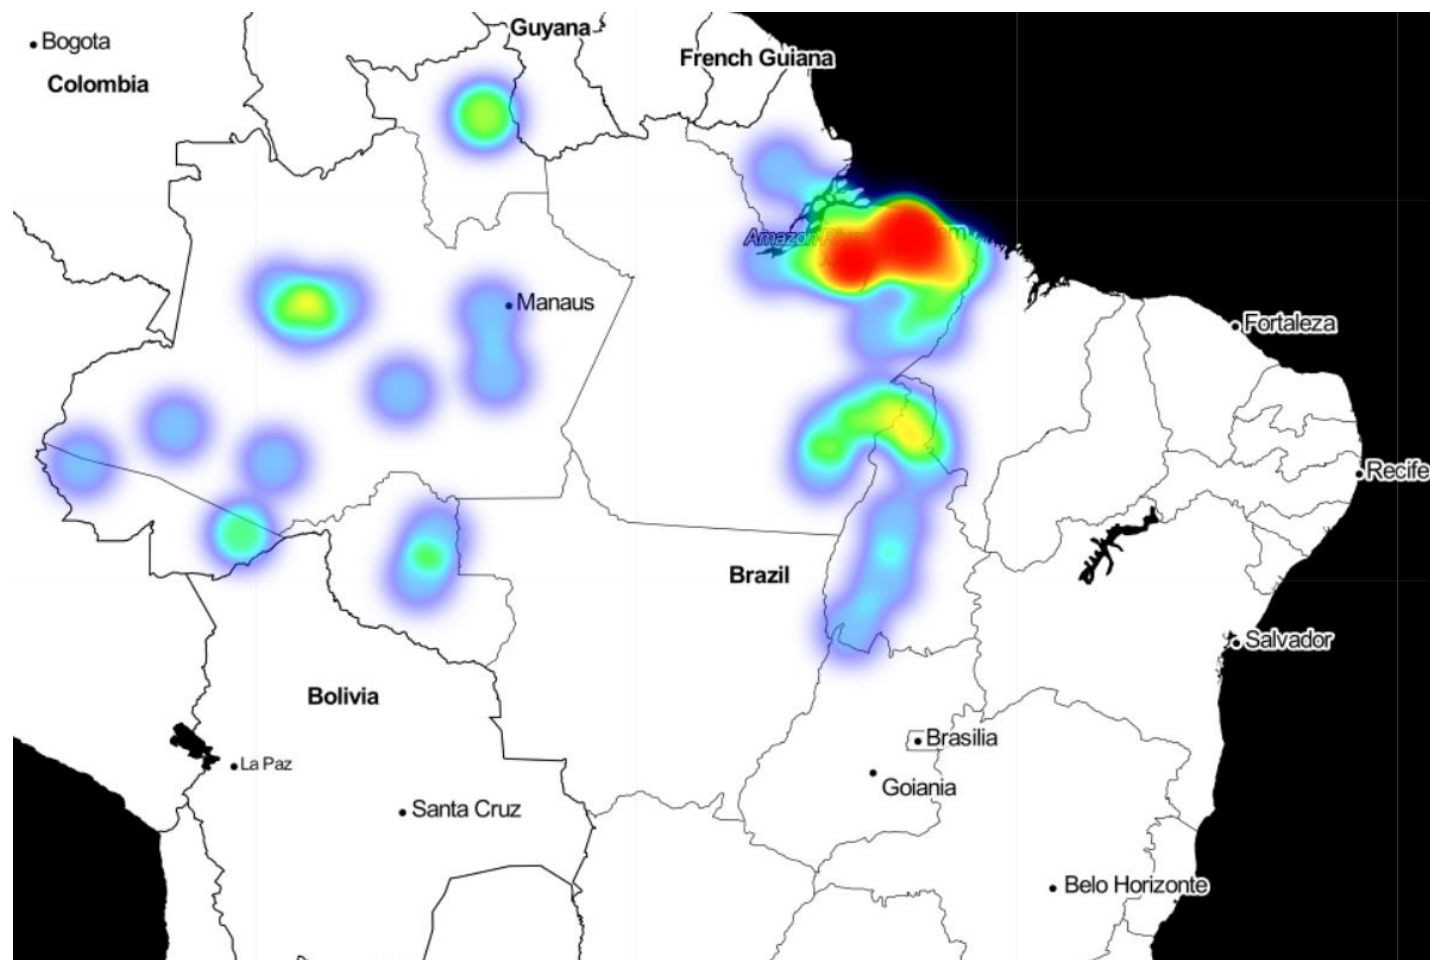 Guyana
Bogota
French Guiana
Colombia
Manaus
Fortaleza
Recife
Brazil
Salvador
Bolivia
Brasilia
La Paz
Goiania
Santa Cruz
Belo Horizonte